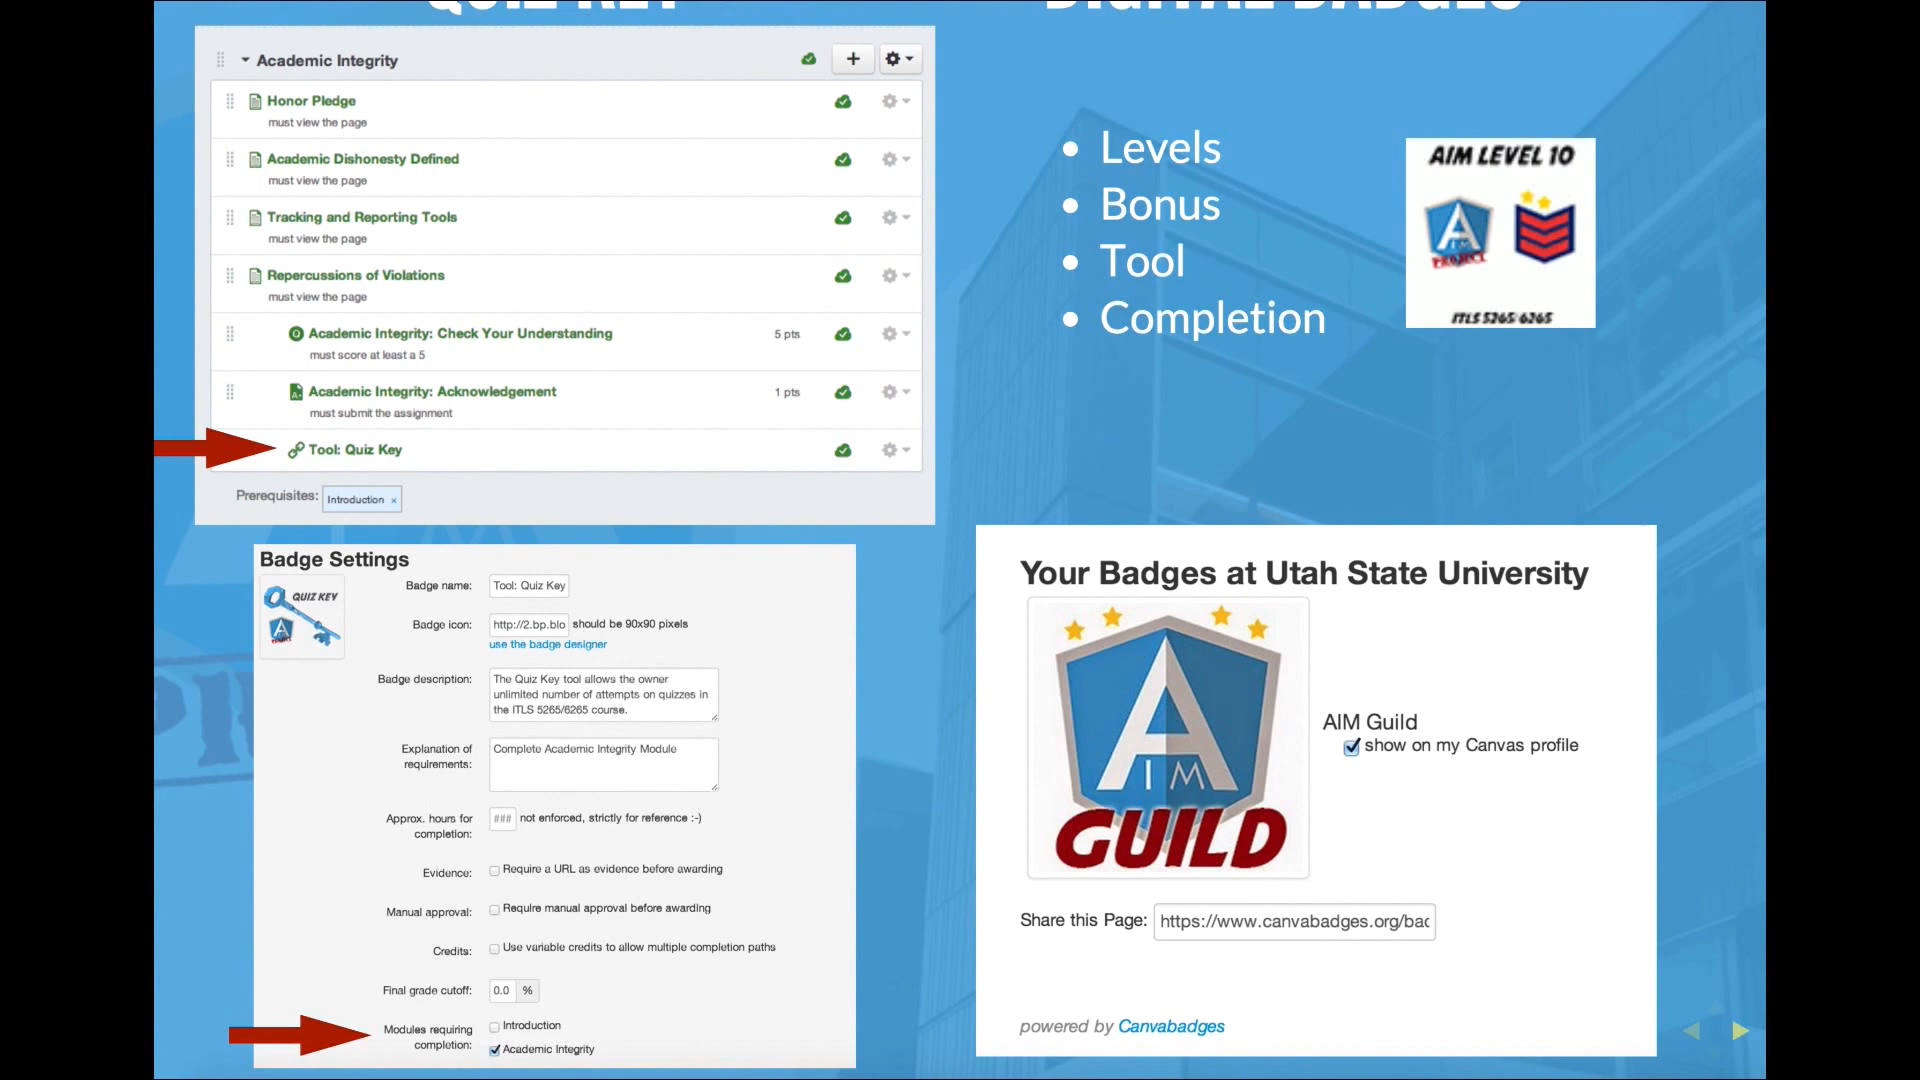 QUIZ KEY
DIGITAL BADGES
Academic Integrity
Honor Pledge
must view the page
Academic Dishonesty Defined
must view the page
Tracking and Reporting Tools
must view the page
Repercussions of Violations
must view the page
Academic Integrity: Check Your Understanding 5 pts
must score at least a 5
Academic Integrity: Acknowledgement 1 pts
must submit the assignment
Tool: Quiz Key
Prerequisites: Introduction ×
• Levels
• Bonus
• Tool
• Completion
AIM LEVEL 10
AIM
PROJECT
ITLS 5265/6265
Badge Settings
QUIZ KEY
A
Badge name: Tool: Quiz Key
Badge icon: http://2.bp.blo should be 90x90 pixels
use the badge designer
Badge description: The Quiz Key tool allows the owner
unlimited number of attempts on quizzes in
the ITLS 5265/6265 course.
Explanation of
requirements:
Complete Academic Integrity Module
Approx. hours for
completion:
### not enforced, strictly for reference :-)
Evidence: Require a URL as evidence before awarding
Manual approval: Require manual approval before awarding
Credits: Use variable credits to allow multiple completion paths
Final grade cutoff: 0.0 %
Modules requiring
completion:
Introduction
Academic Integrity
Your Badges at Utah State University
AIM
GUILD
AIM Guild
show on my Canvas profile
Share this Page: https://www.canvabadges.org/bac
powered by Canvabadges